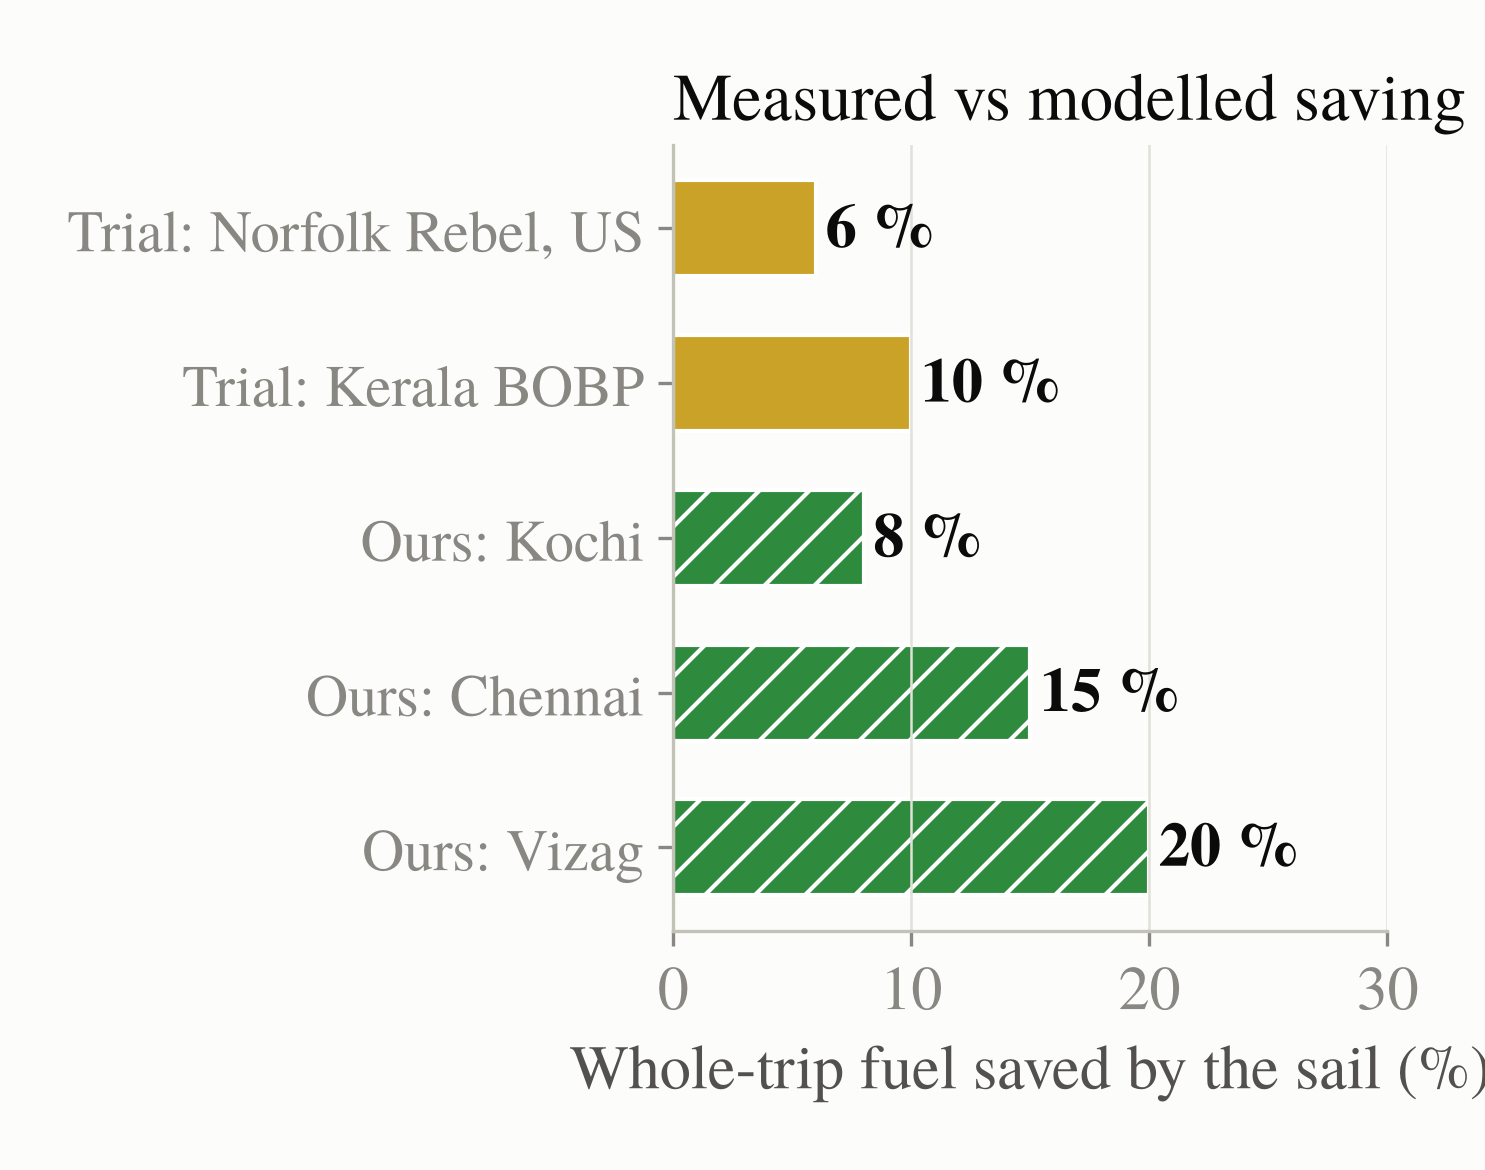 Measured vs modelled saving
Trial: Norfolk Rebel, US
6 %
Trial: Kerala BOBP
10 %
Ours: Kochi
8 %
Ours: Chennai
15 %
Ours: Vizag
20 %
0 10 20 30
Whole-trip fuel saved by the sail (%)